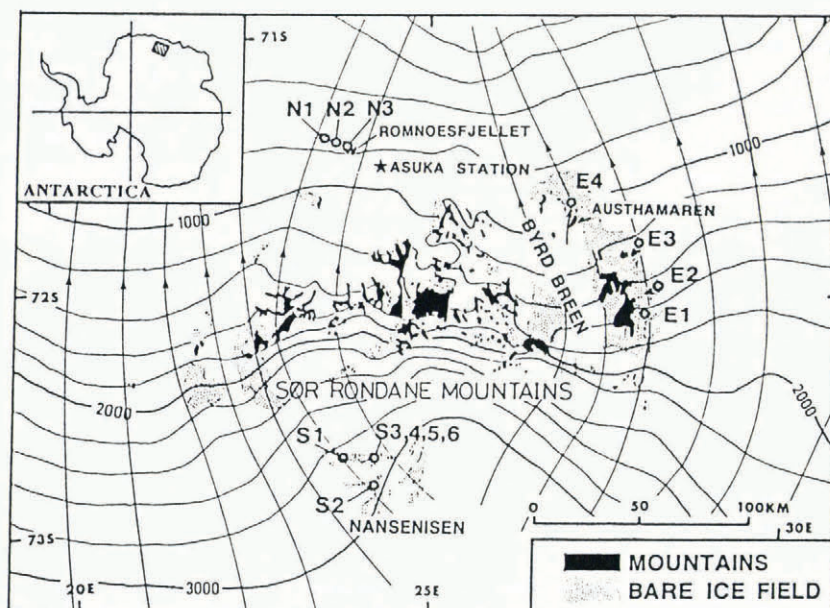 71S
N1 N2 N3
ROMNOESFJELLET
★ASUKA STATION
ANTARCTICA
E4
1000
AUSTHAMAREN
1000
E3
BYRD BREEN
E2
72S
E1
SØR RONDANE MOUNTAINS
2000
2000
S1
S3,4,5,6
S2
NANSENISEN
0 50 100KM
30E
73S
MOUNTAINS
BARE ICE FIELD
20E
3000
25E